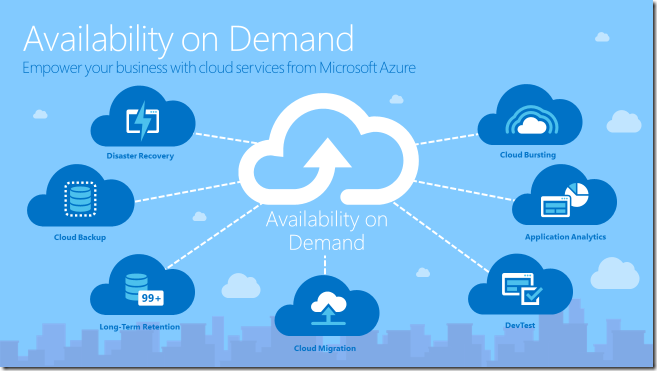 Availability on Demand
Empower your business with cloud services from Microsoft Azure
Disaster Recovery
Cloud Bursting
Cloud Backup
Availability on
Demand
Application Analytics
99+
Long-Term Retention
DevTest
Cloud Migration